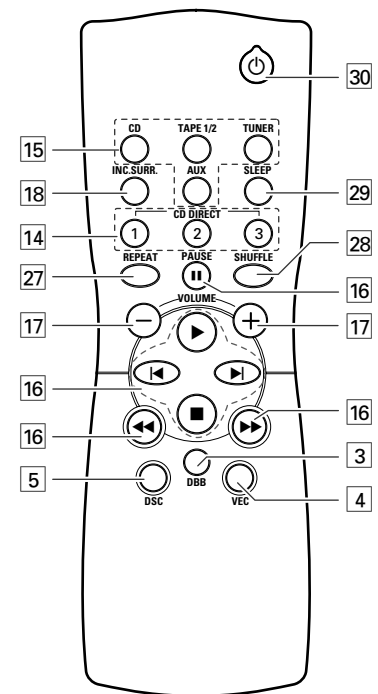 30
CD TAPE 1/2 TUNER
15
INC.SURR. AUX SLEEP
18 29
CD DIRECT
14 1 2 3
28
REPEAT PAUSE SHUFFLE
27 16
VOLUME
17 17
16
16
16
3
5 DBB 4
DSC VEC